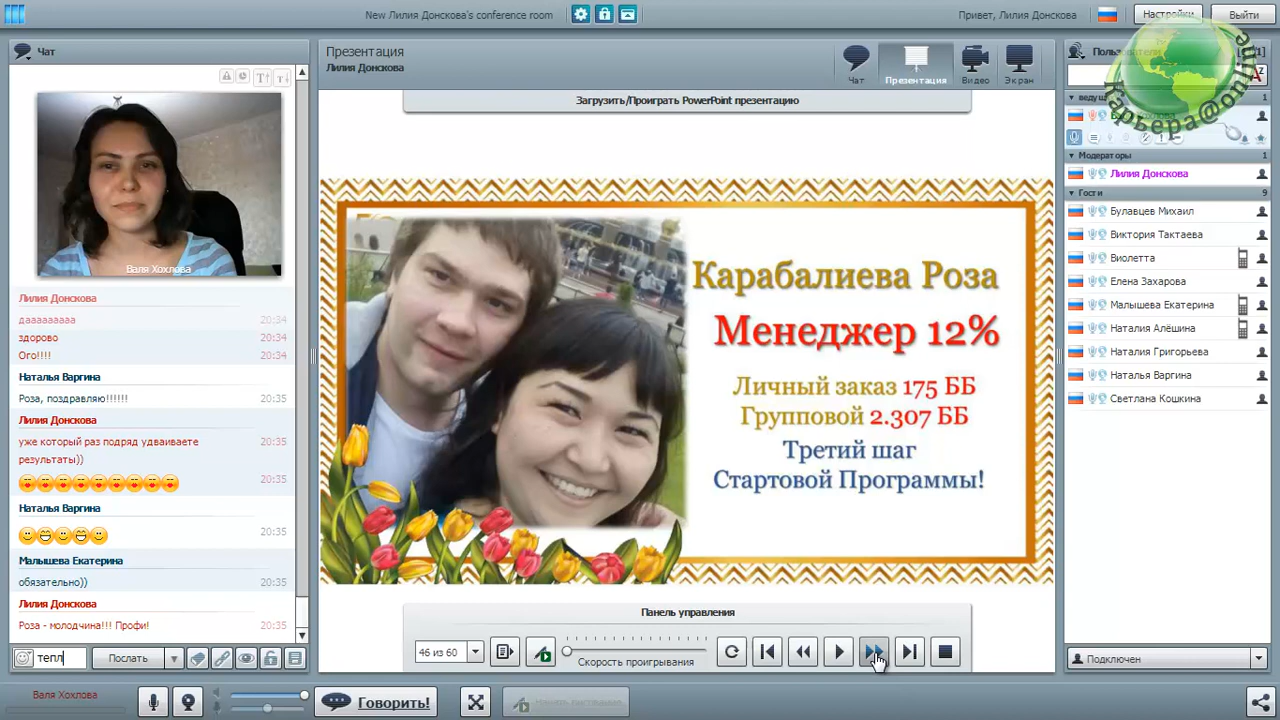 New Лилия Донскова's conference room
Привет, Лилия Донскова
Настройки
Выйти
Чат
Валя Хохлова
Лилия Донскова
дааааааааа 20:34
здорово 20:34
Ого!!!! 20:34
Наталья Варгина
Роза, поздравляю!!!!!! 20:35
Лилия Донскова
уже который раз подряд удваиваете 20:35
результаты))
20:35
Наталья Варгина
20:35
Малышева Екатерина
обязательно)) 20:35
Лилия Донскова
Роза - молодчина!!! Профи! 20:35
тепл
Послать
Презентация
Лилия Донскова
Чат
Презентация
Видео
Экран
Загрузить/Проиграть PowerPoint презентацию
Карабалиева Роза
Менеджер 12%
Личный заказ 175 ББ
Групповой 2.307 ББ
Третий шаг
Стартовой Программы!
Панель управления
46 из 60
Скорость проигрывания
карьера@online
Модераторы 1
Лилия Донскова
Гости 9
Булавцев Михаил
Виктория Тактаева
Виолетта
Елена Захарова
Малышева Екатерина
Наталия Алёшина
Наталия Григорьева
Наталья Варгина
Светлана Кошкина
Подключен
Валя Хохлова
Говорить!